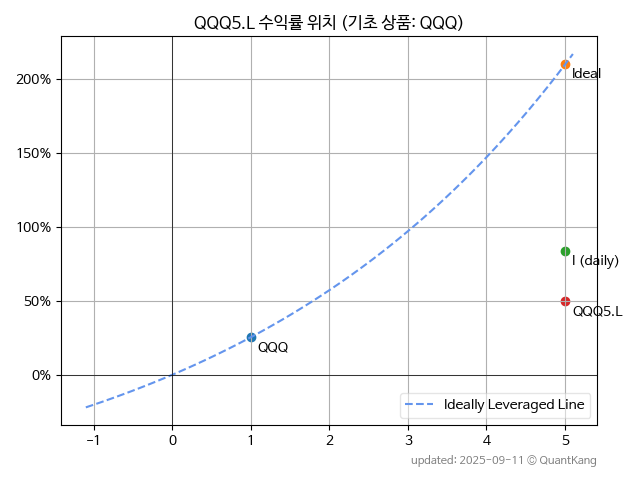 QQQ5.L 수익률 위치 (기초 상품: QQQ)
200%
150%
100%
50%
0%
Ideal
I (daily)
QQQ5.L
QQQ
Ideally Leveraged Line
−1 0 1 2 3 4 5
updated: 2025-09-11 © QuantKang